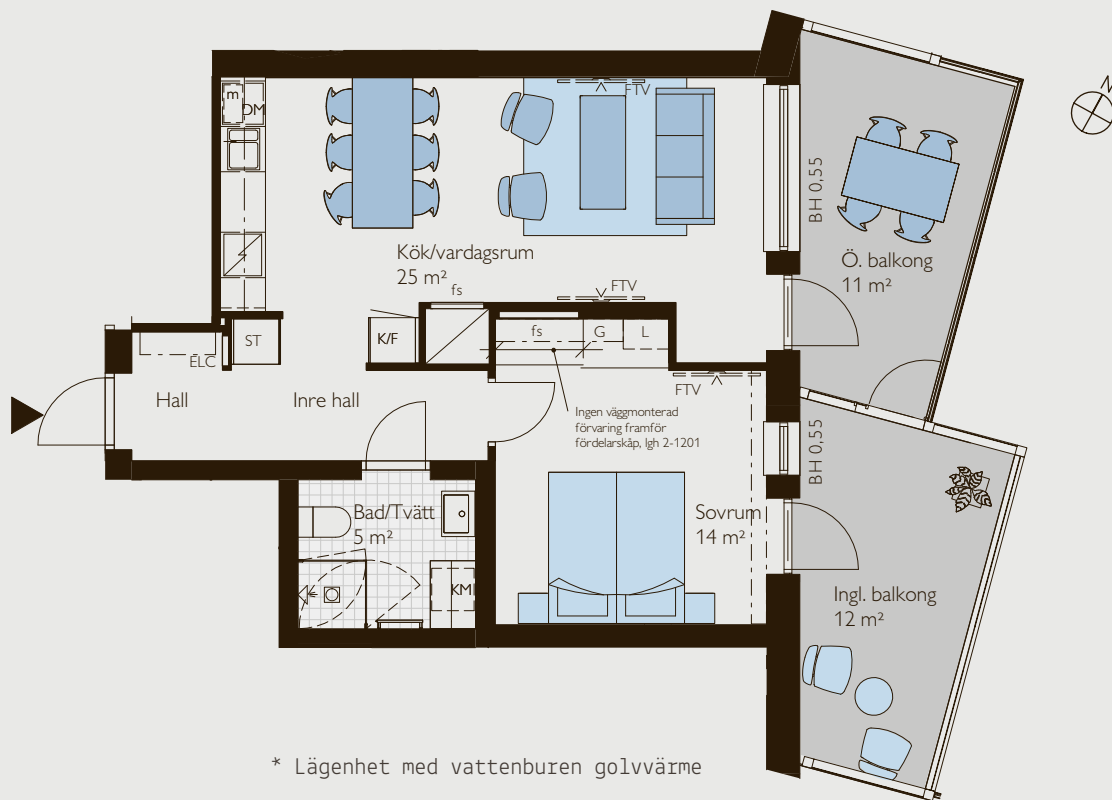 m
DM
FTV
N
BH 0,55
Kök/vardagsrum
25 m²
Ö. balkong
11 m²
fs
FTV
ST
K/F
fs
G
L
ELC
FTV
Hall
Inre hall
Ingen väggmonterad
förvaring framför
fördelarskåp, lgh 2-1201
BH 0,55
Bad/Tvätt
5 m²
Sovrum
14 m²
KM
Ingl. balkong
12 m²
* Lägenhet med vattenburen golvvärme